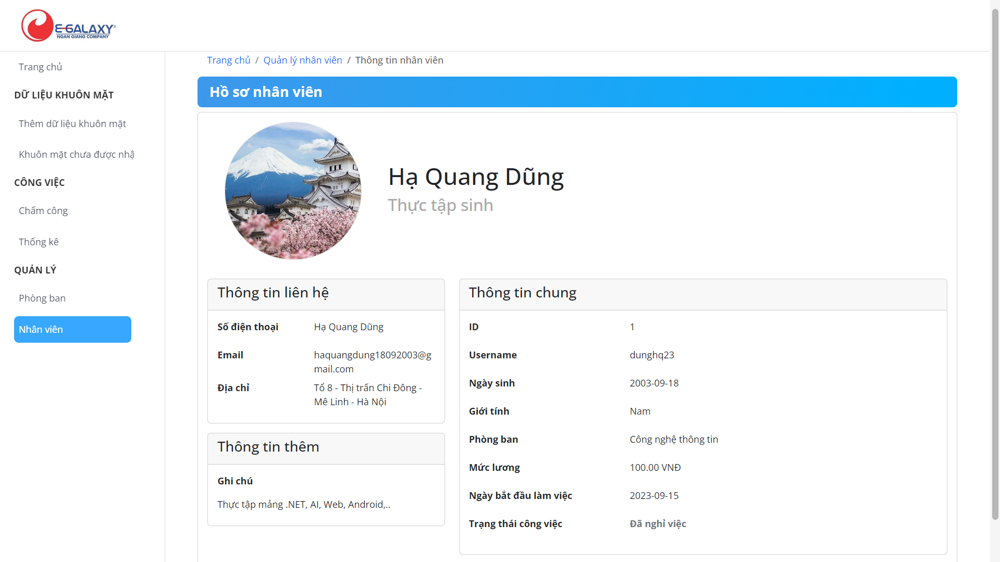 E-GALAXY®
NGAN GIANG COMPANY
Trang chủ / Quản lý nhân viên / Thông tin nhân viên
Trang chủ
DỮ LIỆU KHUÔN MẶT
Thêm dữ liệu khuôn mặt
Khuôn mặt chưa được nhậ
CÔNG VIỆC
Chấm công
Thống kê
QUẢN LÝ
Phòng ban
Nhân viên
Hồ sơ nhân viên
Hạ Quang Dũng
Thực tập sinh
Thông tin liên hệ
Số điện thoại Hạ Quang Dũng
Email haquangdung18092003@g
mail.com
Địa chỉ Tổ 8 - Thị trấn Chi Đông -
Mê Linh - Hà Nội
Thông tin thêm
Ghi chú
Thực tập mảng .NET, AI, Web, Android,..
Thông tin chung
ID 1
Username dunghq23
Ngày sinh 2003-09-18
Giới tính Nam
Phòng ban Công nghệ thông tin
Mức lương 100.00 VNĐ
Ngày bắt đầu làm việc 2023-09-15
Trạng thái công việc Đã nghỉ việc